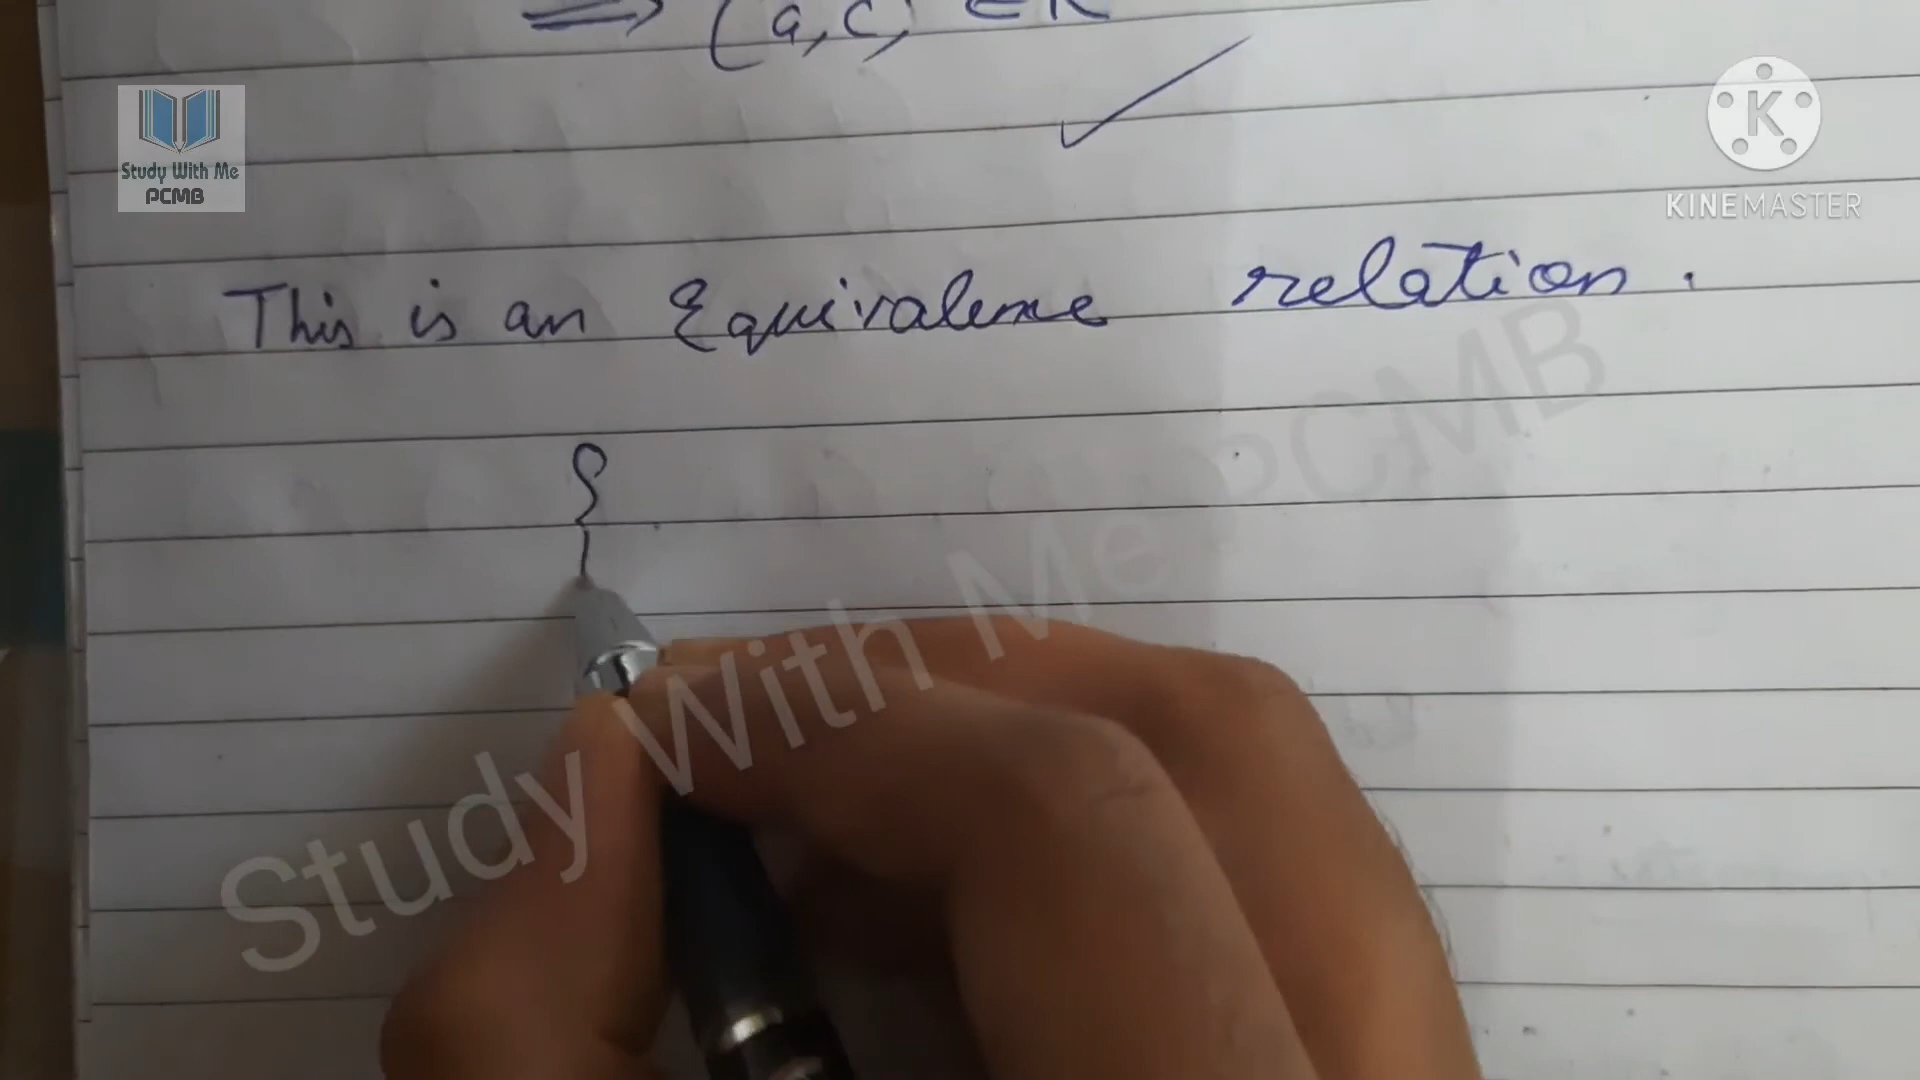 ⟹ (a,c) ∈ R
Study With Me
PCMB
K
KINEMASTER
This is an Equivalence relation.
Study With Me PCMB